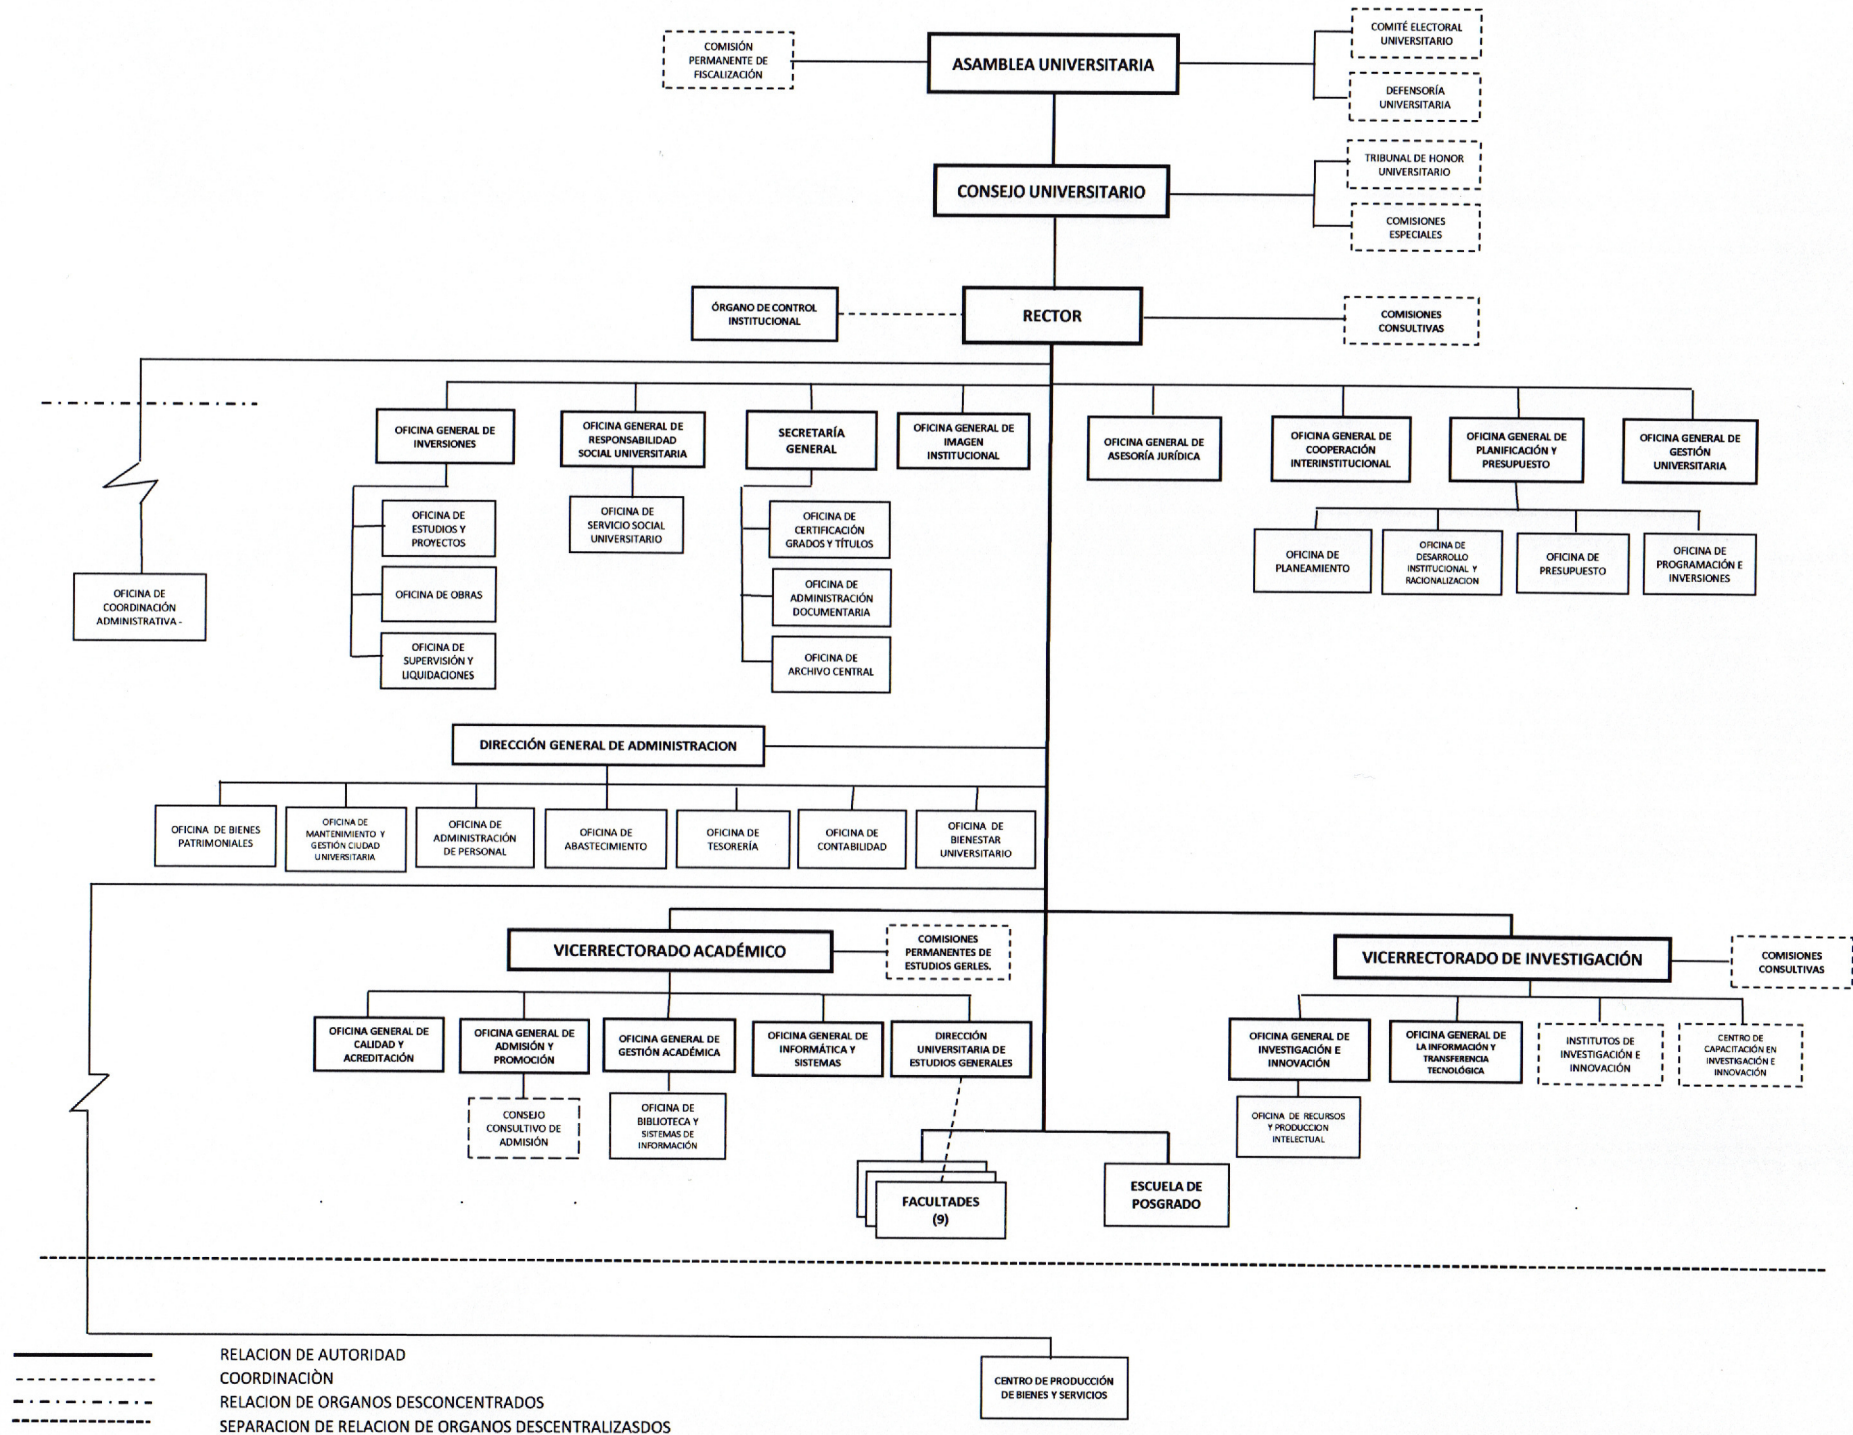 COMISIÓN
PERMANENTE DE
FISCALIZACIÓN
ASAMBLEA UNIVERSITARIA
COMITÉ ELECTORAL
UNIVERSITARIO
DEFENSORÍA
UNIVERSITARIA
CONSEJO UNIVERSITARIO
TRIBUNAL DE HONOR
UNIVERSITARIO
COMISIONES
ESPECIALES
ÓRGANO DE CONTROL
INSTITUCIONAL
RECTOR
COMISIONES
CONSULTIVAS
OFICINA GENERAL DE
INVERSIONES
OFICINA GENERAL DE
RESPONSABILIDAD
SOCIAL UNIVERSITARIA
SECRETARÍA
GENERAL
OFICINA GENERAL DE
IMAGEN
INSTITUCIONAL
OFICINA GENERAL DE
ASESORÍA JURÍDICA
OFICINA GENERAL DE
COOPERACIÓN
INTERINSTITUCIONAL
OFICINA GENERAL DE
PLANIFICACIÓN Y
PRESUPUESTO
OFICINA GENERAL DE
GESTIÓN
UNIVERSITARIA
OFICINA DE
ESTUDIOS Y
PROYECTOS
OFICINA DE OBRAS
OFICINA DE
SUPERVISIÓN Y
LIQUIDACIONES
OFICINA DE
SERVICIO SOCIAL
UNIVERSITARIO
OFICINA DE
CERTIFICACIÓN
GRADOS Y TÍTULOS
OFICINA DE
ADMINISTRACIÓN
DOCUMENTARIA
OFICINA DE
ARCHIVO CENTRAL
OFICINA DE
PLANEAMIENTO
OFICINA DE
DESARROLLO
INSTITUCIONAL Y
RACIONALIZACION
OFICINA DE
PRESUPUESTO
OFICINA DE
PROGRAMACIÓN E
INVERSIONES
OFICINA DE
COORDINACIÓN
ADMINISTRATIVA -
DIRECCIÓN GENERAL DE ADMINISTRACION
OFICINA DE BIENES
PATRIMONIALES
OFICINA DE
MANTENIMIENTO Y
GESTIÓN CIUDAD
UNIVERSITARIA
OFICINA DE
ADMINISTRACIÓN
DE PERSONAL
OFICINA DE
ABASTECIMIENTO
OFICINA DE
TESORERÍA
OFICINA DE
CONTABILIDAD
OFICINA DE
BIENESTAR
UNIVERSITARIO
VICERRECTORADO ACADÉMICO
COMISIONES
PERMANENTES DE
ESTUDIOS GERLES.
VICERRECTORADO DE INVESTIGACIÓN
COMISIONES
CONSULTIVAS
OFICINA GENERAL DE
CALIDAD Y
ACREDITACIÓN
OFICINA GENERAL DE
ADMISIÓN Y
PROMOCIÓN
OFICINA GENERAL DE
GESTIÓN ACADÉMICA
OFICINA GENERAL DE
INFORMÁTICA Y
SISTEMAS
DIRECCIÓN
UNIVERSITARIA DE
ESTUDIOS GENERALES
OFICINA GENERAL DE
INVESTIGACIÓN E
INNOVACIÓN
OFICINA GENERAL DE
LA INFORMACIÓN Y
TRANSFERENCIA
TECNOLÓGICA
INSTITUTOS DE
INVESTIGACIÓN E
INNOVACIÓN
CENTRO DE
CAPACITACIÓN EN
INVESTIGACIÓN E
INNOVACIÓN
CONSEJO
CONSULTIVO DE
ADMISIÓN
OFICINA DE
BIBLIOTECA Y
SISTEMAS DE
INFORMACIÓN
OFICINA DE RECURSOS
Y PRODUCCION
INTELECTUAL
FACULTADES
(9)
ESCUELA DE
POSGRADO
CENTRO DE PRODUCCIÓN
DE BIENES Y SERVICIOS
RELACION DE AUTORIDAD
COORDINACIÒN
RELACION DE ORGANOS DESCONCENTRADOS
SEPARACION DE RELACION DE ORGANOS DESCENTRALIZASDOS